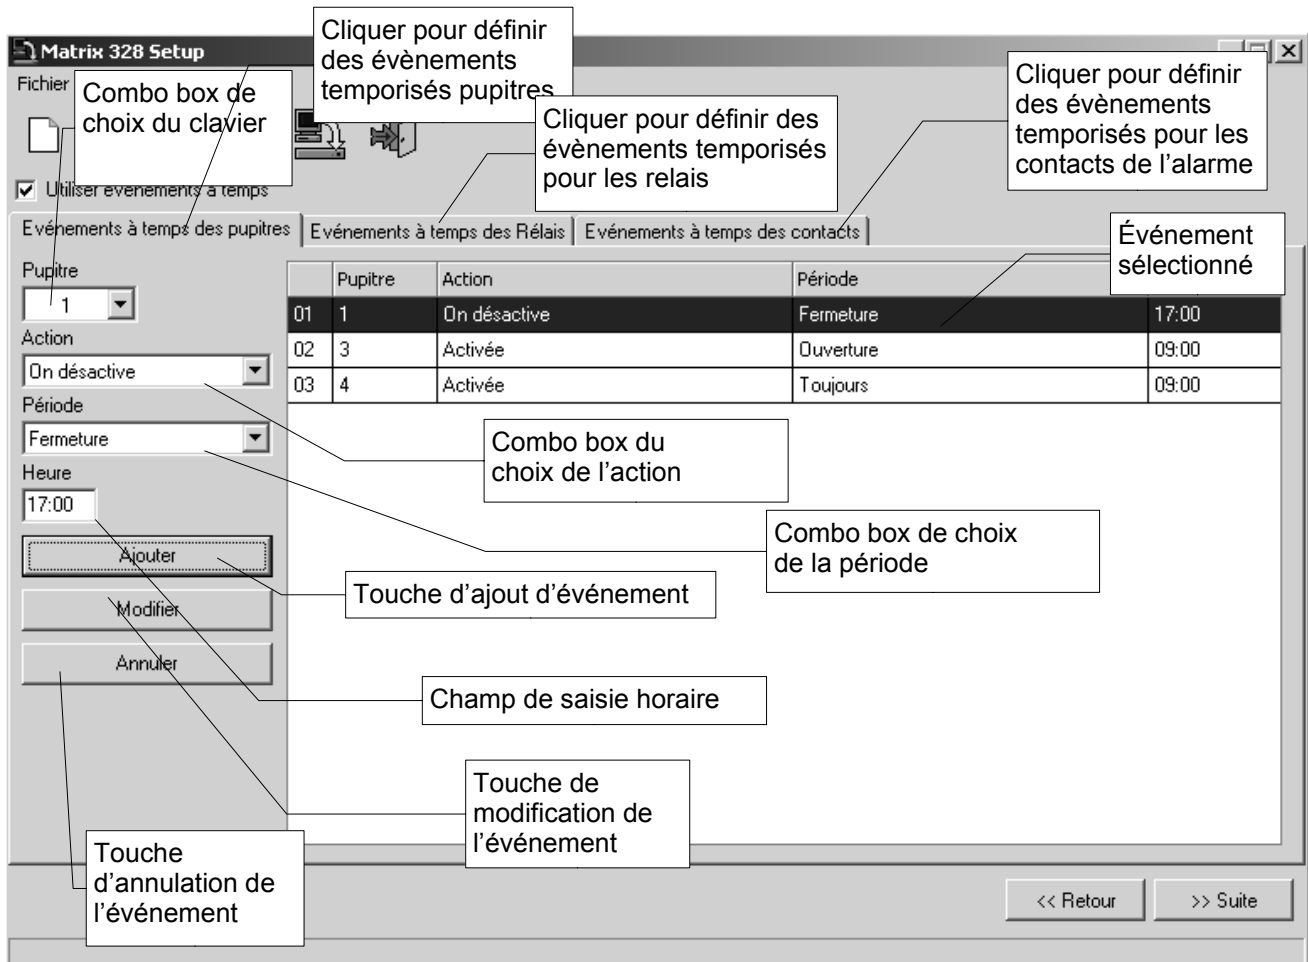 Cliquer pour définir
des évènements
temporisés pupitres
Matrix 328 Setup
Fichier
Combo box de
choix du clavier
Cliquer pour définir des
évènements temporisés
pour les relais
Cliquer pour définir
des évènements
temporisés pour les
contacts de l’alarme
Utiliser événements à temps
Evénements à temps des pupitres
Evénements à temps des Rélais
Evénements à temps des contacts
Événement
sélectionné
Pupitre
1
Action
On désactive
Période
Fermeture
Heure
17:00
Ajouter
Modifier
Annuler
Pupitre Action Période
01 1 On désactive Fermeture 17:00
02 3 Activée Ouverture 09:00
03 4 Activée Toujours 09:00
Combo box du
choix de l’action
Combo box de choix
de la période
Touche d’ajout d’événement
Champ de saisie horaire
Touche de
modification de
l’événement
Touche
d’annulation de
l’événement
<< Retour
>> Suite